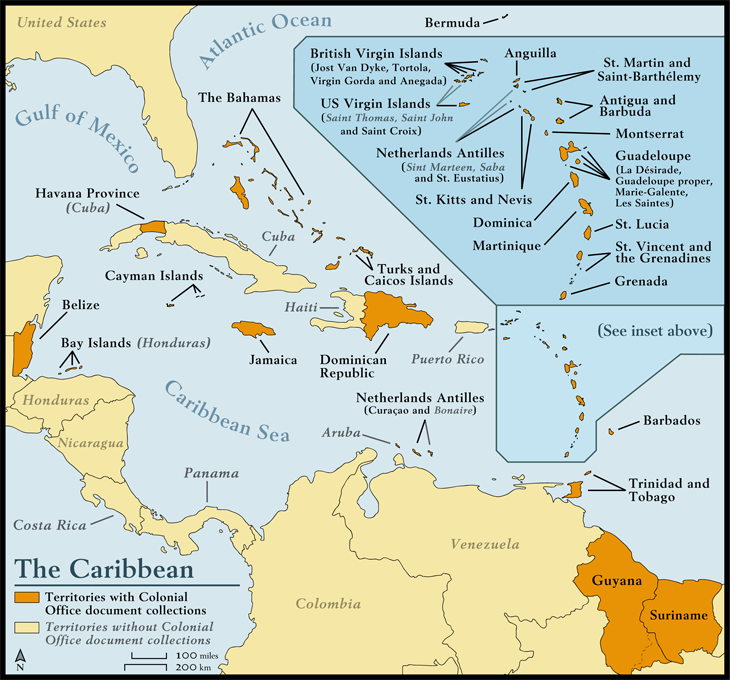 United States
Atlantic Ocean
Bermuda
Gulf of Mexico
The Bahamas
British Virgin Islands
(Jost Van Dyke, Tortola,
Virgin Gorda and Anegada)
US Virgin Islands
(Saint Thomas, Saint John
and Saint Croix)
Netherlands Antilles
(Sint Marteen, Saba
and St. Eustatius)
St. Kitts and Nevis
Dominica
Martinique
Anguilla
St. Martin and
Saint-Barthélemy
Antigua and
Barbuda
Montserrat
Guadeloupe
(La Désirade,
Guadeloupe proper,
Marie-Galente,
Les Saintes)
St. Lucia
St. Vincent and
the Grenadines
Grenada
(See inset above)
Havana Province
(Cuba)
Cuba
Cayman Islands
Turks and
Caicos Islands
Belize
Haiti
Bay Islands (Honduras)
Jamaica
Dominican
Republic
Puerto Rico
Honduras
Caribbean Sea
Netherlands Antilles
(Curaçao and Bonaire)
Barbados
Nicaragua
Aruba
Panama
Trinidad and
Tobago
Costa Rica
Venezuela
Colombia
Guyana
Suriname
The Caribbean
Territories with Colonial
Office document collections
Territories without Colonial
Office document collections
N
100 miles
200 km